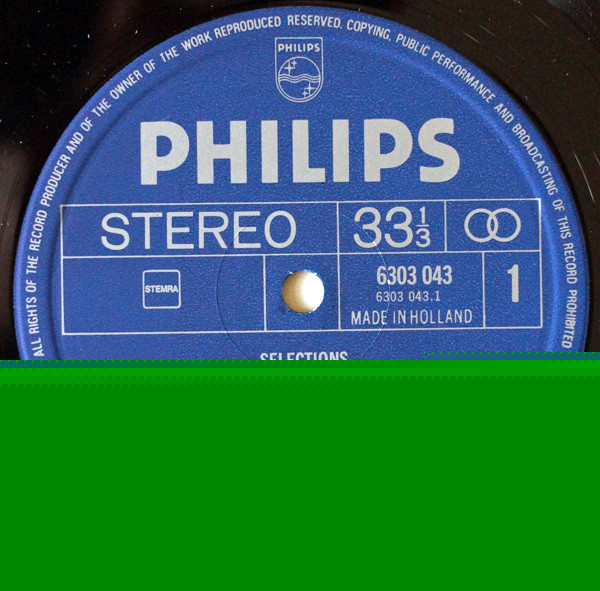 ALL RIGHTS OF THE RECORD PRODUCER AND OF THE OWNER OF THE WORK REPRODUCED RESERVED. COPYING, PUBLIC PERFORMANCE AND BROADCASTING OF THIS RECORD PROHIBITED
PHILIPS
PHILIPS
STEREO
33⅓
STEMRA
6303 043
6303 043.1
MADE IN HOLLAND
1
SELECTIONS